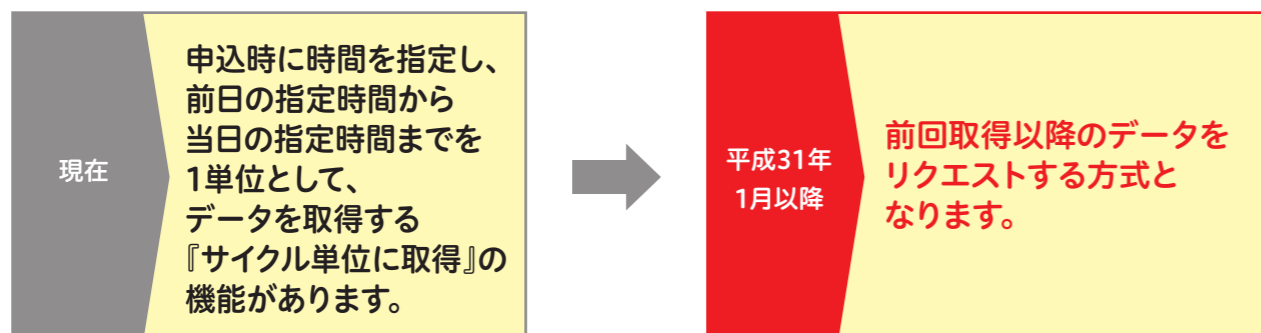 現在
申込時に時間を指定し、
前日の指定時間から
当日の指定時間までを
1単位として、
データを取得する
『サイクル単位に取得』の
機能があります。
平成31年
1月以降
前回取得以降のデータを
リクエストする方式と
なります。